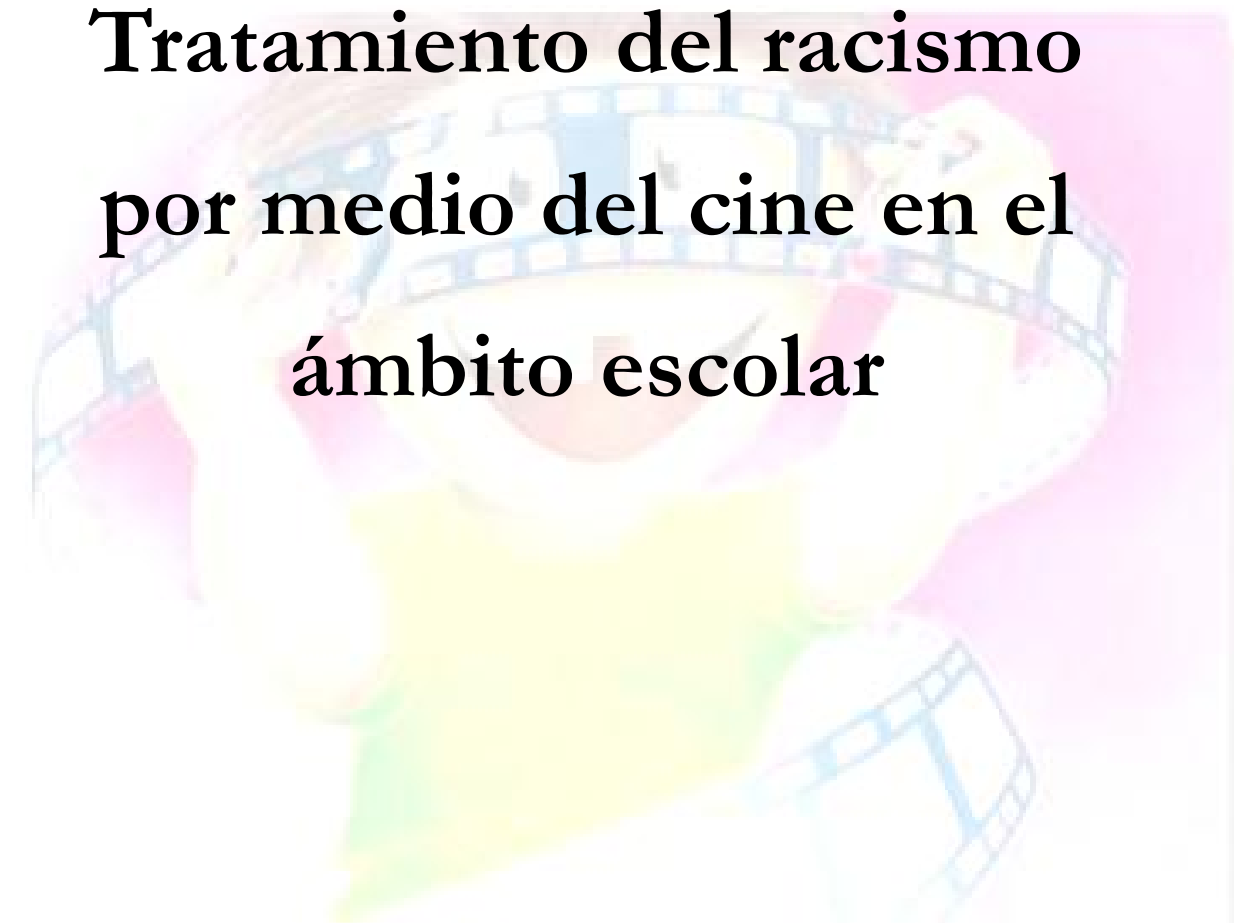 Tratamiento del racismo
por medio del cine en el
ámbito escolar